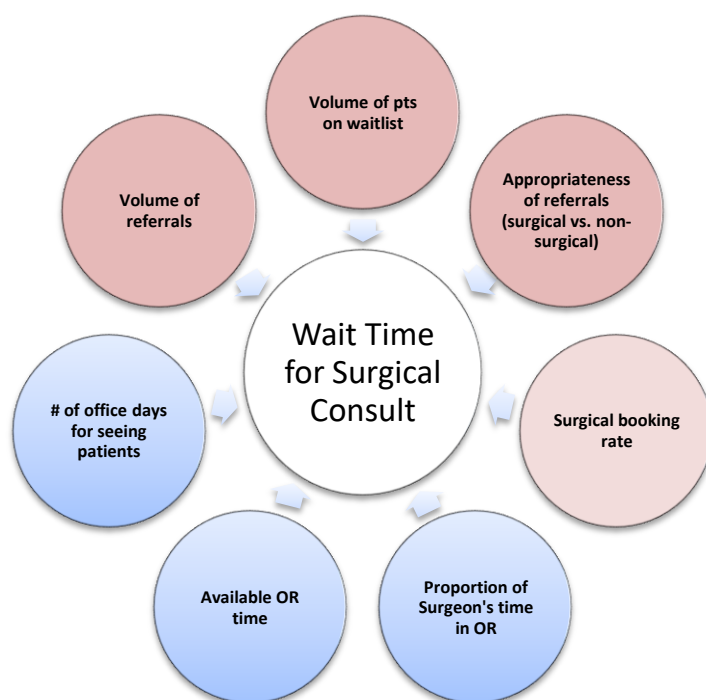 Volume of pts
on waitlist
Appropriateness
of referrals
(surgical vs. non-
surgical)
Surgical booking
rate
Proportion of
Surgeon's time
in OR
Available OR
time
# of office days
for seeing
patients
Volume of
referrals
Wait Time
for Surgical
Consult